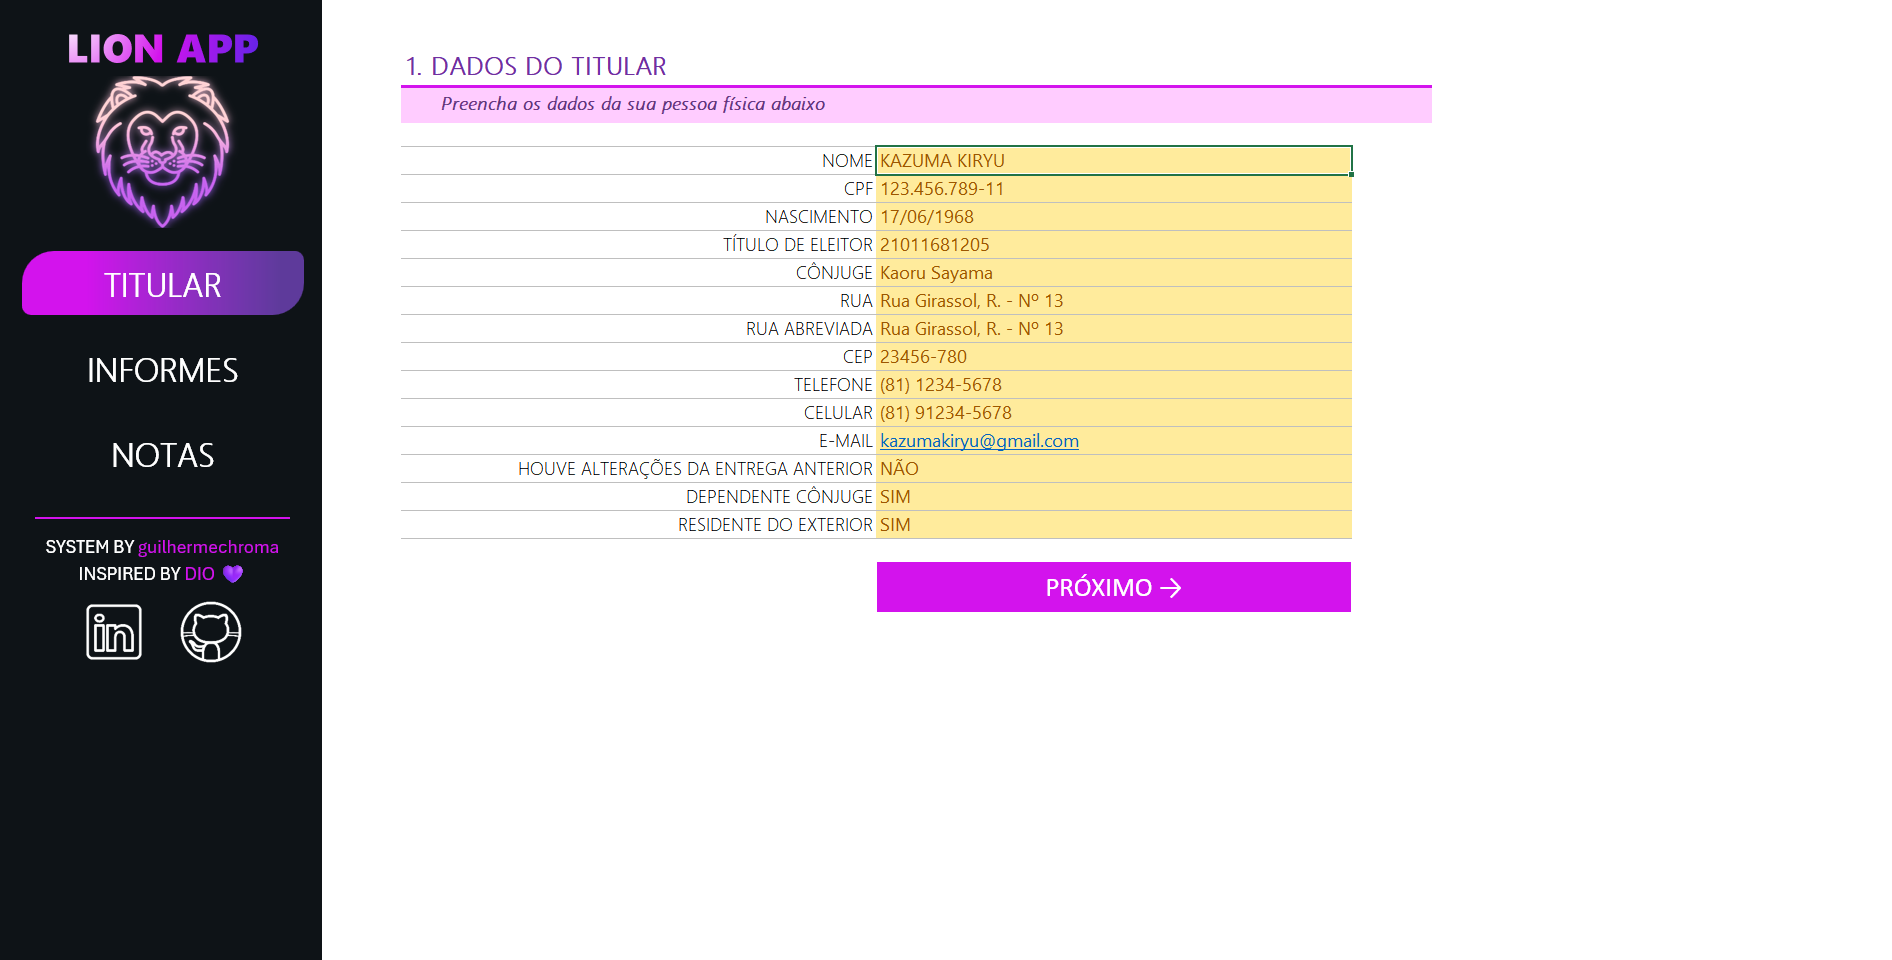 LION APP
TITULAR
INFORMES
NOTAS
SYSTEM BY guilhermechroma
INSPIRED BY DIO 💜
in
1. DADOS DO TITULAR
Preencha os dados da sua pessoa física abaixo
NOME KAZUMA KIRYU
CPF 123.456.789-11
NASCIMENTO 17/06/1968
TÍTULO DE ELEITOR 21011681205
CÔNJUGE Kaoru Sayama
RUA Rua Girassol, R. - Nº 13
RUA ABREVIADA Rua Girassol, R. - Nº 13
CEP 23456-780
TELEFONE (81) 1234-5678
CELULAR (81) 91234-5678
E-MAIL kazumakiryu@gmail.com
HOUVE ALTERAÇÕES DA ENTREGA ANTERIOR NÃO
DEPENDENTE CÔNJUGE SIM
RESIDENTE DO EXTERIOR SIM
PRÓXIMO →